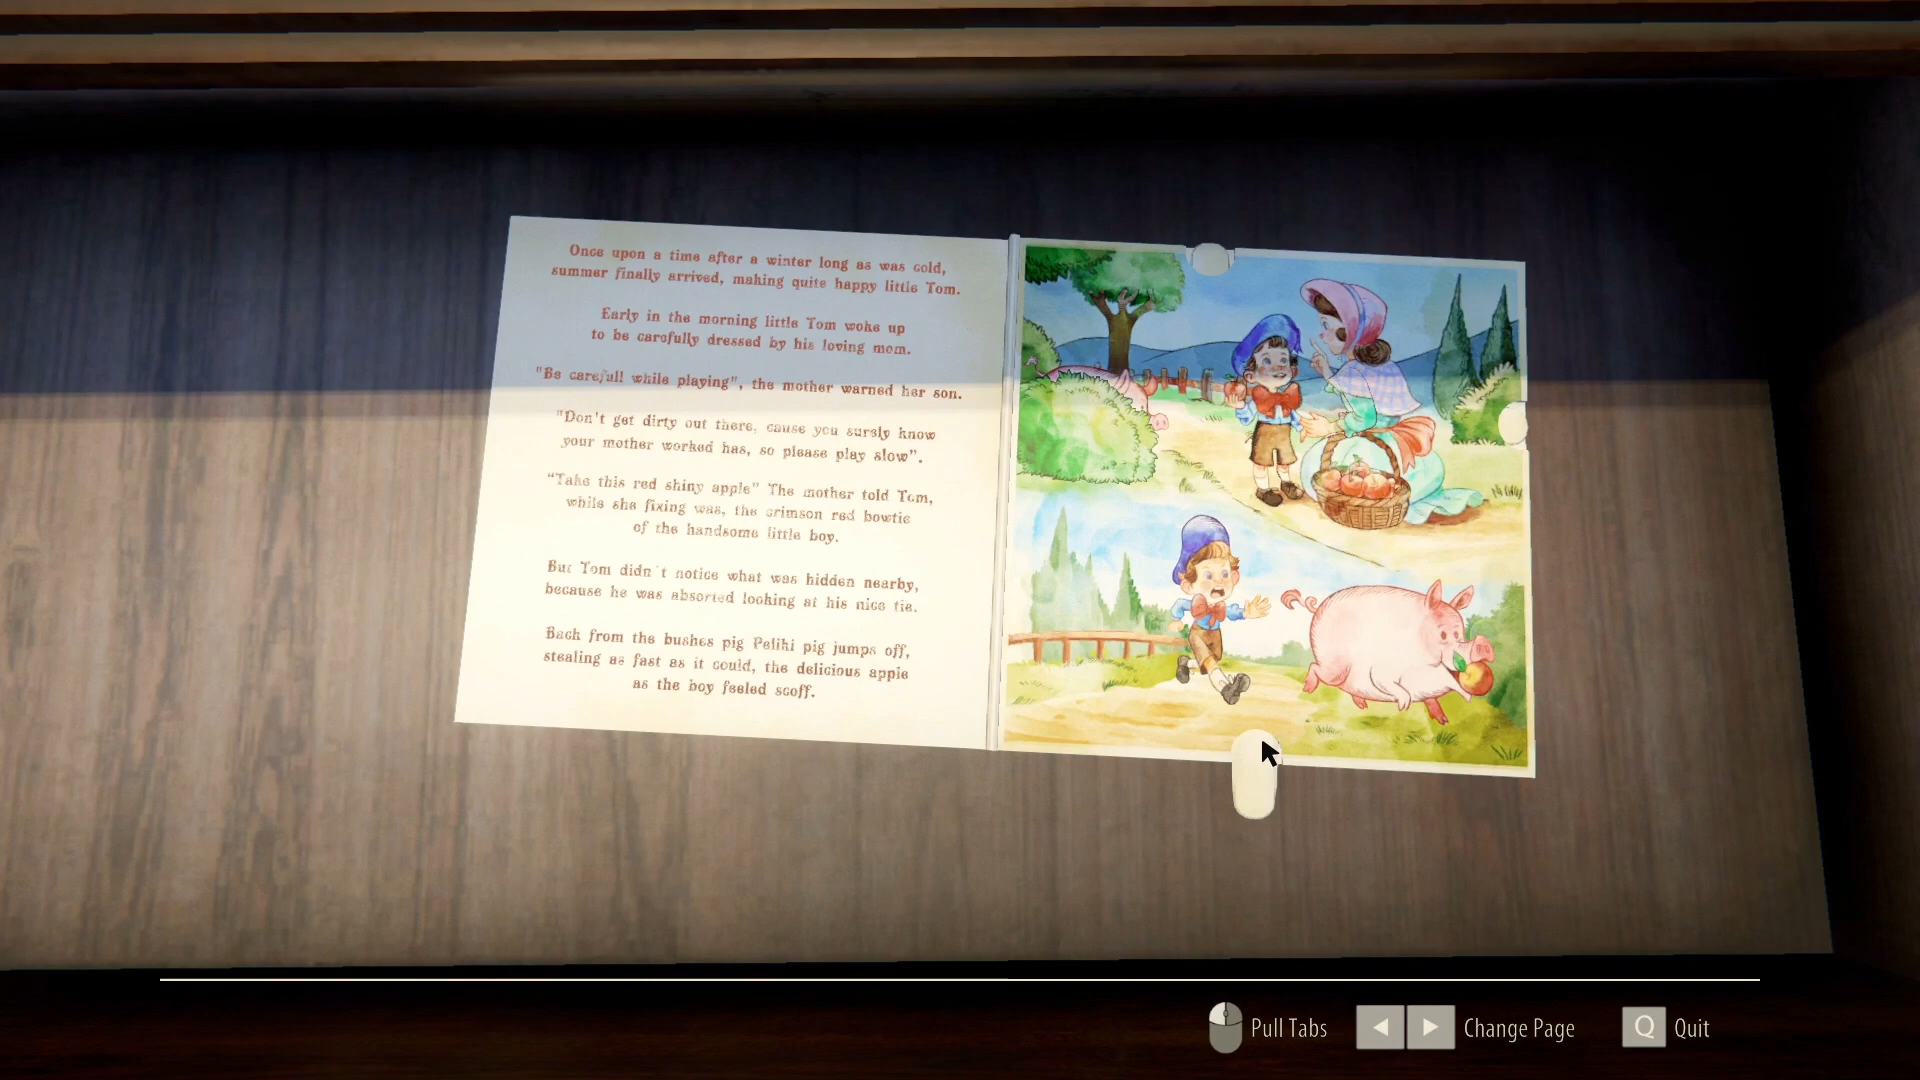 Once upon a time after a winter long as was cold,
summer finally arrived, making quite happy little Tom.
Early in the morning little Tom woke up
to be carefully dressed by his loving mom.
"Be carefull while playing", the mother warned her son.
"Don't get dirty out there, cause you surely know
your mother worked has, so please play slow".
"Take this red shiny apple" The mother told Tom,
while she fixing was, the crimson red bowtie
of the handsome little boy.
But Tom didn't notice what was hidden nearby,
because he was absorted looking at his nice tie.
Back from the bushes pig Peliki pig jumps off,
stealing as fast as it could, the delicious apple
as the boy feeled scoff.
Pull Tabs
Change Page
Q Quit